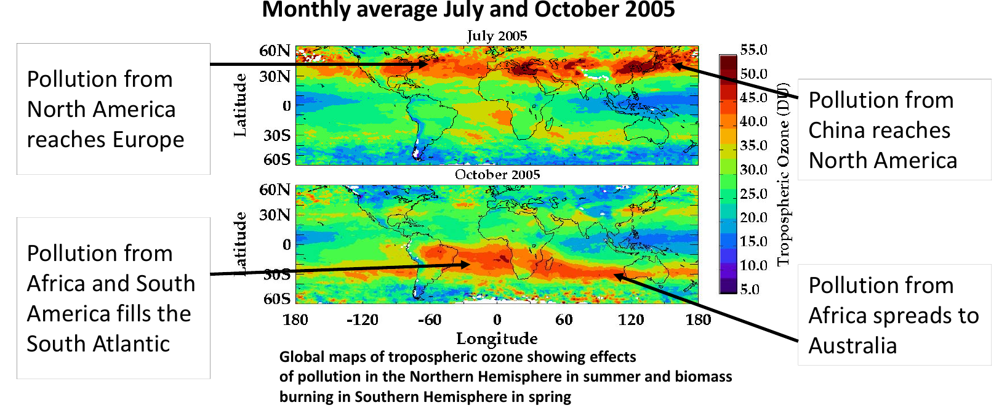 Monthly average July and October 2005
July 2005
60N
30N
0
30S
60S
Latitude
October 2005
60N
30N
0
30S
60S
Latitude
180
-120
-60
0
60
120
180
Longitude
55.0
50.0
45.0
40.0
35.0
30.0
25.0
20.0
15.0
10.0
5.0
Tropospheric Ozone (DU)
Pollution from
North America
reaches Europe
Pollution from
China reaches
North America
Pollution from
Africa and South
America fills the
South Atlantic
Pollution from
Africa spreads to
Australia
Global maps of tropospheric ozone showing effects
of pollution in the Northern Hemisphere in summer and biomass
burning in Southern Hemisphere in spring